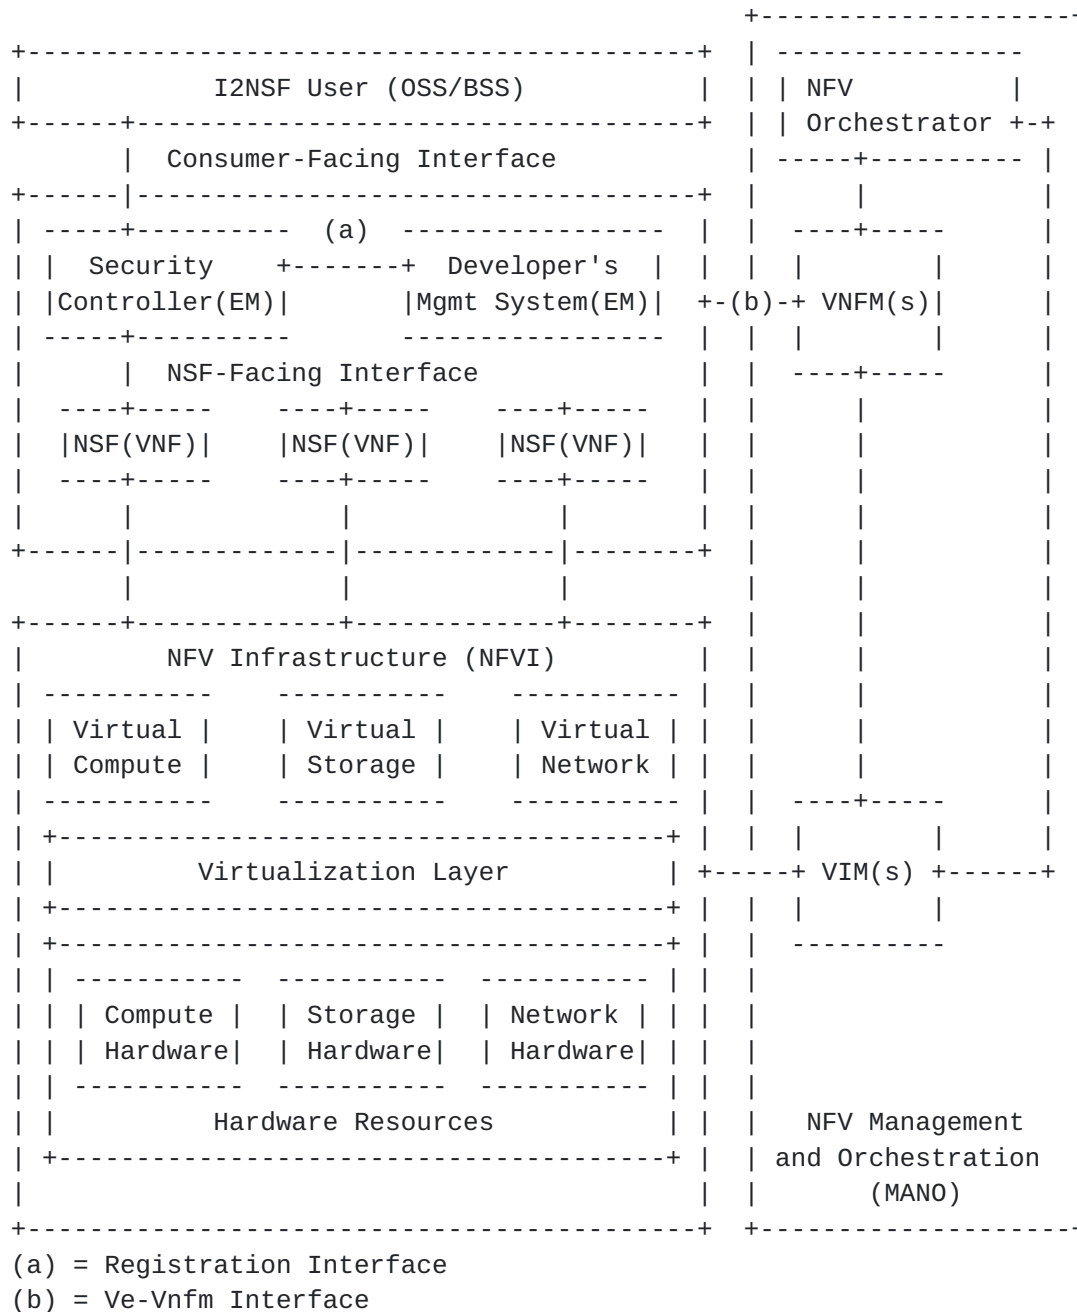 +--------------------
+-------------------------------------------+  | ----------------
|            I2NSF User (OSS/BSS)           |  | | NFV          |
+------+------------------------------------+  | | Orchestrator +-+
       |  Consumer-Facing Interface            | -----+---------- |
+------|------------------------------------+  |      |           |
| -----+---------- (a)  -----------------   |  |  ----+-----      |
| |  Security    +-------+  Developer's  |  |  |  |        |      |
| |Controller(EM)|       |Mgmt System(EM)|  +-(b)-+ VNFM(s)|      |
| -----+----------       -----------------  |  |  |        |      |
|      |  NSF-Facing Interface              |  |  ----+-----      |
|  ----+-----    ----+-----    ----+-----   |  |      |           |
|  |NSF(VNF)|    |NSF(VNF)|    |NSF(VNF)|   |  |      |           |
|  ----+-----    ----+-----    ----+-----   |  |      |           |
|      |             |             |        |  |      |           |
+------|-------------|-------------|--------+  |      |           |
       |             |             |           |      |           |
+------+-------------+-------------+--------+  |      |           |
|         NFV Infrastructure (NFVI)         |  |      |           |
| -----------    -----------    ----------- |  |      |           |
| | Virtual |    | Virtual |    | Virtual | |  |      |           |
| | Compute |    | Storage |    | Network | |  |      |           |
| -----------    -----------    ----------- |  |  ----+-----      |
| +---------------------------------------+ |  |  |        |      |
| |         Virtualization Layer          | +-----+ VIM(s) +------+
| +---------------------------------------+ |  |  |        |
| +---------------------------------------+ |  |  ----------
| | -----------  -----------  ----------- | |  |
| | | Compute |  | Storage |  | Network | | |  |
| | | Hardware|  | Hardware|  | Hardware| | |  |
| | -----------  -----------  ----------- | |  |
| |          Hardware Resources           | |  |   NFV Management
| +---------------------------------------+ |  | and Orchestration
|                                           |  |       (MANO)
+-------------------------------------------+  +--------------------
(a) = Registration Interface
(b) = Ve-Vnfm Interface